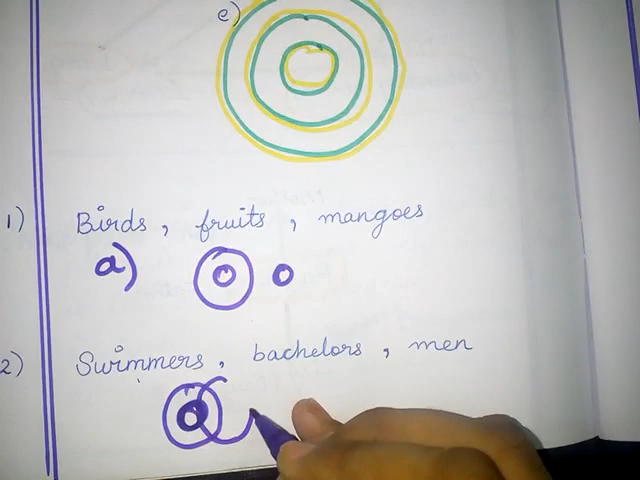 e)
1) Birds, fruits, mangoes
a)
2) Swimmers, bachelors, men